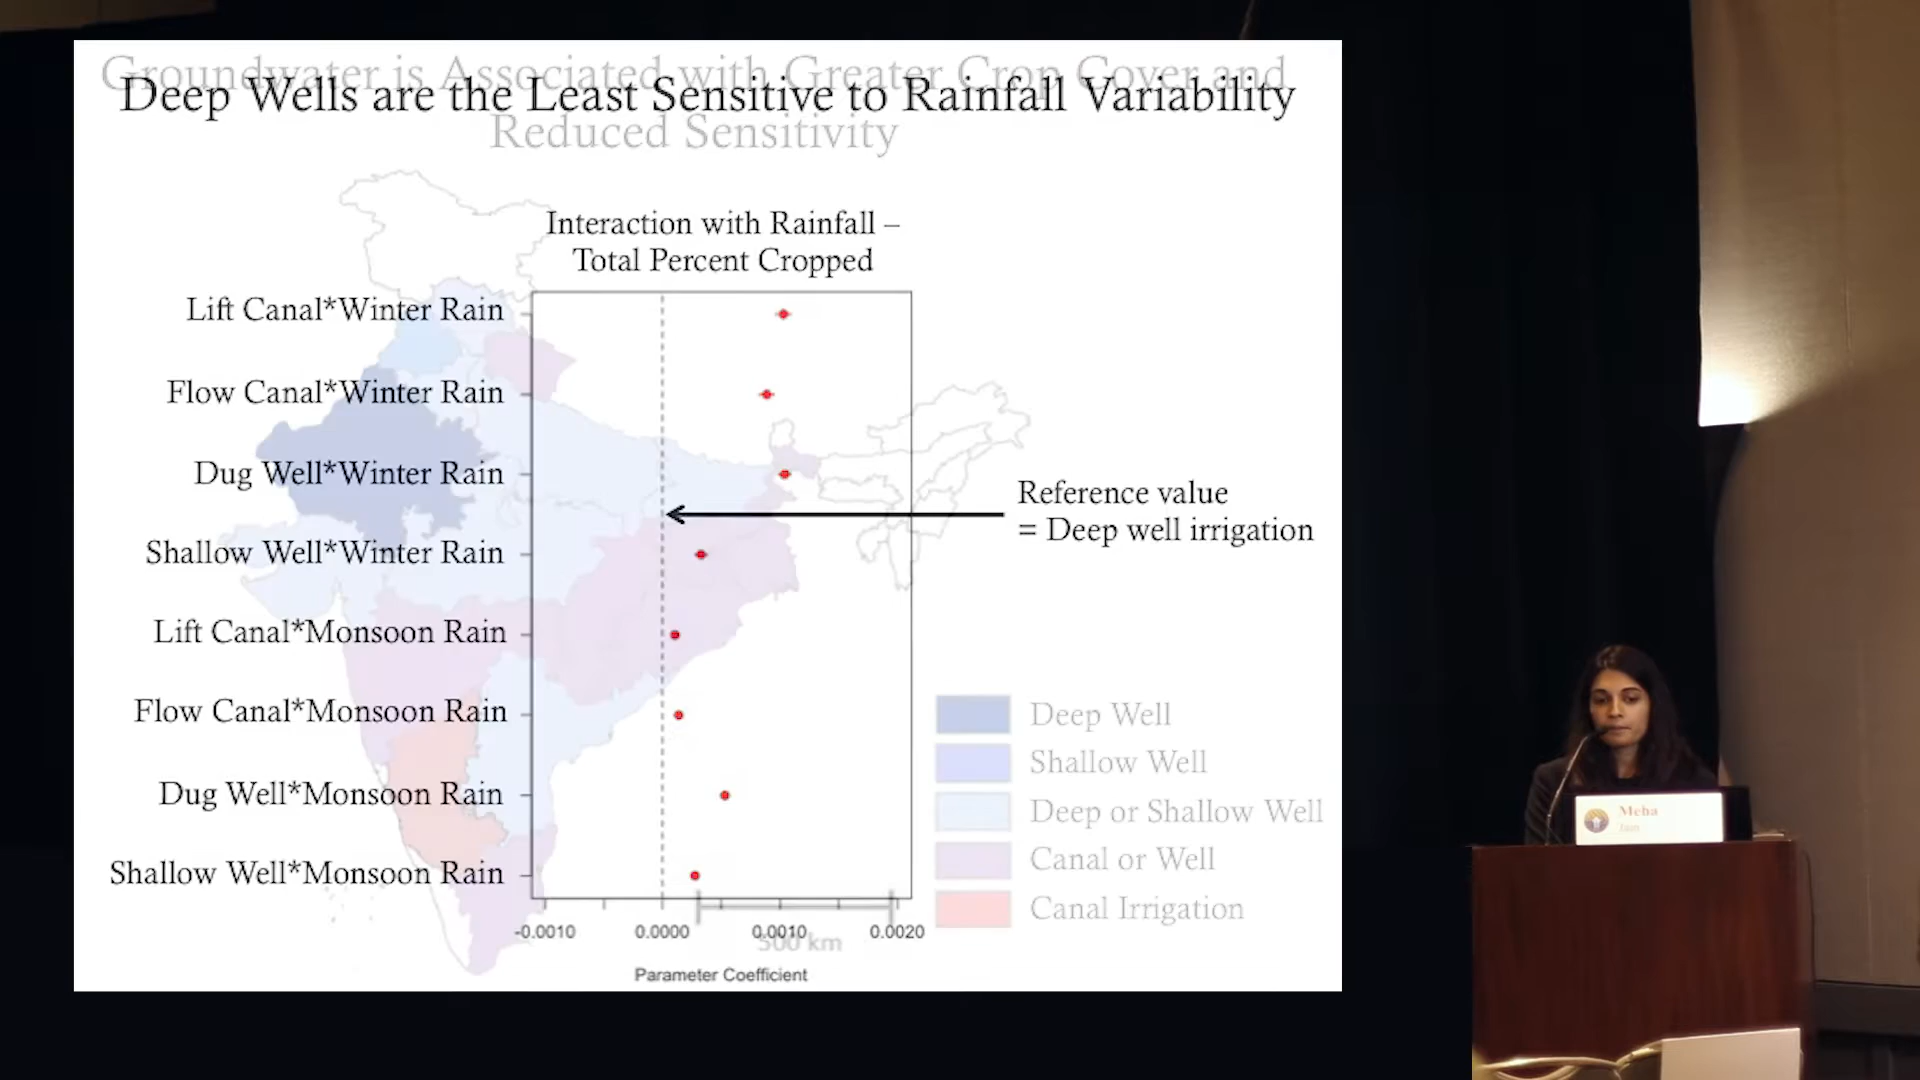 Groundwater is Associated with Greater Crop Cover and
Reduced Sensitivity
Deep Wells are the Least Sensitive to Rainfall Variability
Interaction with Rainfall –
Total Percent Cropped
Lift Canal*Winter Rain
Flow Canal*Winter Rain
Dug Well*Winter Rain
Shallow Well*Winter Rain
Lift Canal*Monsoon Rain
Flow Canal*Monsoon Rain
Dug Well*Monsoon Rain
Shallow Well*Monsoon Rain
Reference value
= Deep well irrigation
Deep Well
Shallow Well
Deep or Shallow Well
Canal or Well
Canal Irrigation
-0.0010 0.0000 0.0010 0.0020
500 km
Parameter Coefficient
Meha
Jain